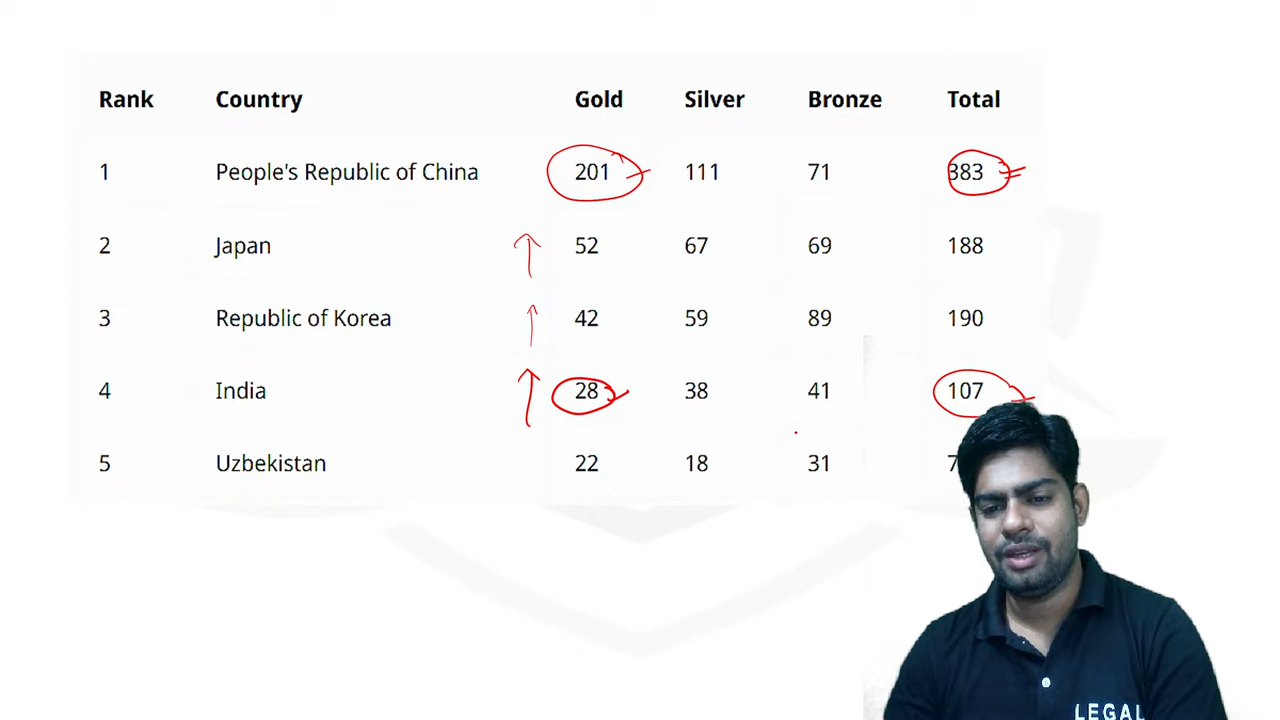 Rank Country Gold Silver Bronze Total
1 People's Republic of China 201 111 71 383
2 Japan 52 67 69 188
3 Republic of Korea 42 59 89 190
4 India 28 38 41 107
5 Uzbekistan 22 18 31 7
LEGAL